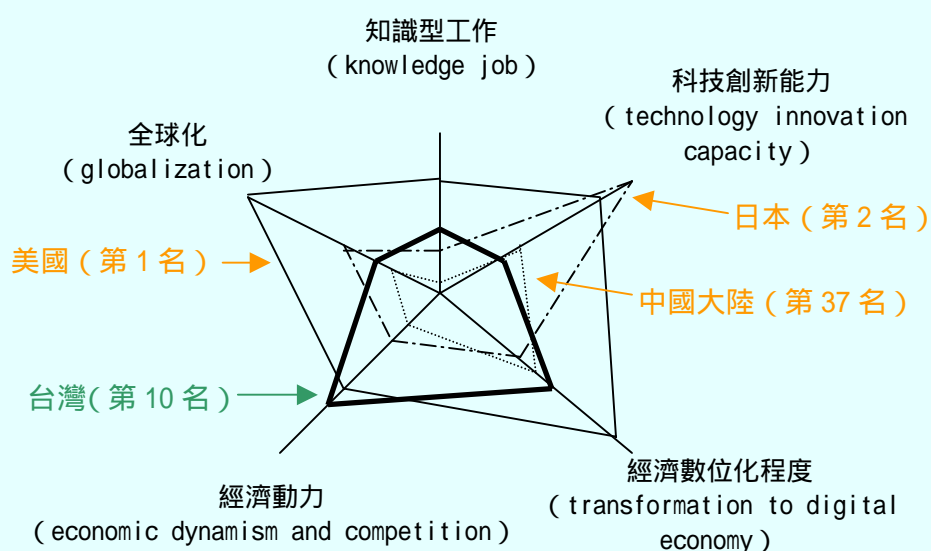 知識型工作
（knowledge job）
科技創新能力
（technology innovation
capacity）
全球化
（globalization）
日本（第 2 名）
美國（第 1 名）
中國大陸（第 37 名）
台灣（第 10 名）
經濟動力
（economic dynamism and competition）
經濟數位化程度
（transformation to digital
economy）